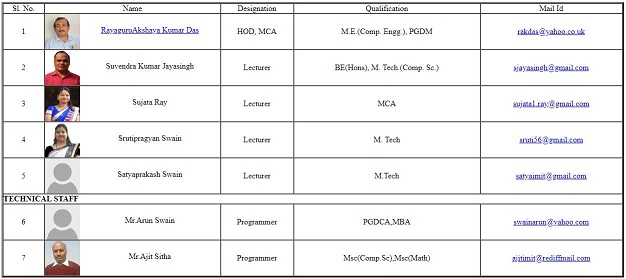 Sl. No. Name Designation Qualification Mail Id
1 RayaguruAkshaya Kumar Das HOD, MCA M.E.(Comp. Engg.), PGDM rakdas@yahoo.co.uk
2 Suvendra Kumar Jayasingh Lecturer BE(Hons), M. Tech.(Comp. Sc.) sjayasingh@gmail.com
3 Sujata Ray Lecturer MCA sujata1.ray@gmail.com
4 Srutipragyan Swain Lecturer M. Tech sruti56@gmail.com
5 Satyaprakash Swain Lecturer M.Tech satyaimit@gmail.com
TECHNICAL STAFF
6 Mr.Arun Swain Programmer PGDCA,MBA swainarun@yahoo.com
7 Mr.Ajit Sitha Programmer Msc(Comp.Sc),Msc(Math) ajitimit@rediffmail.com